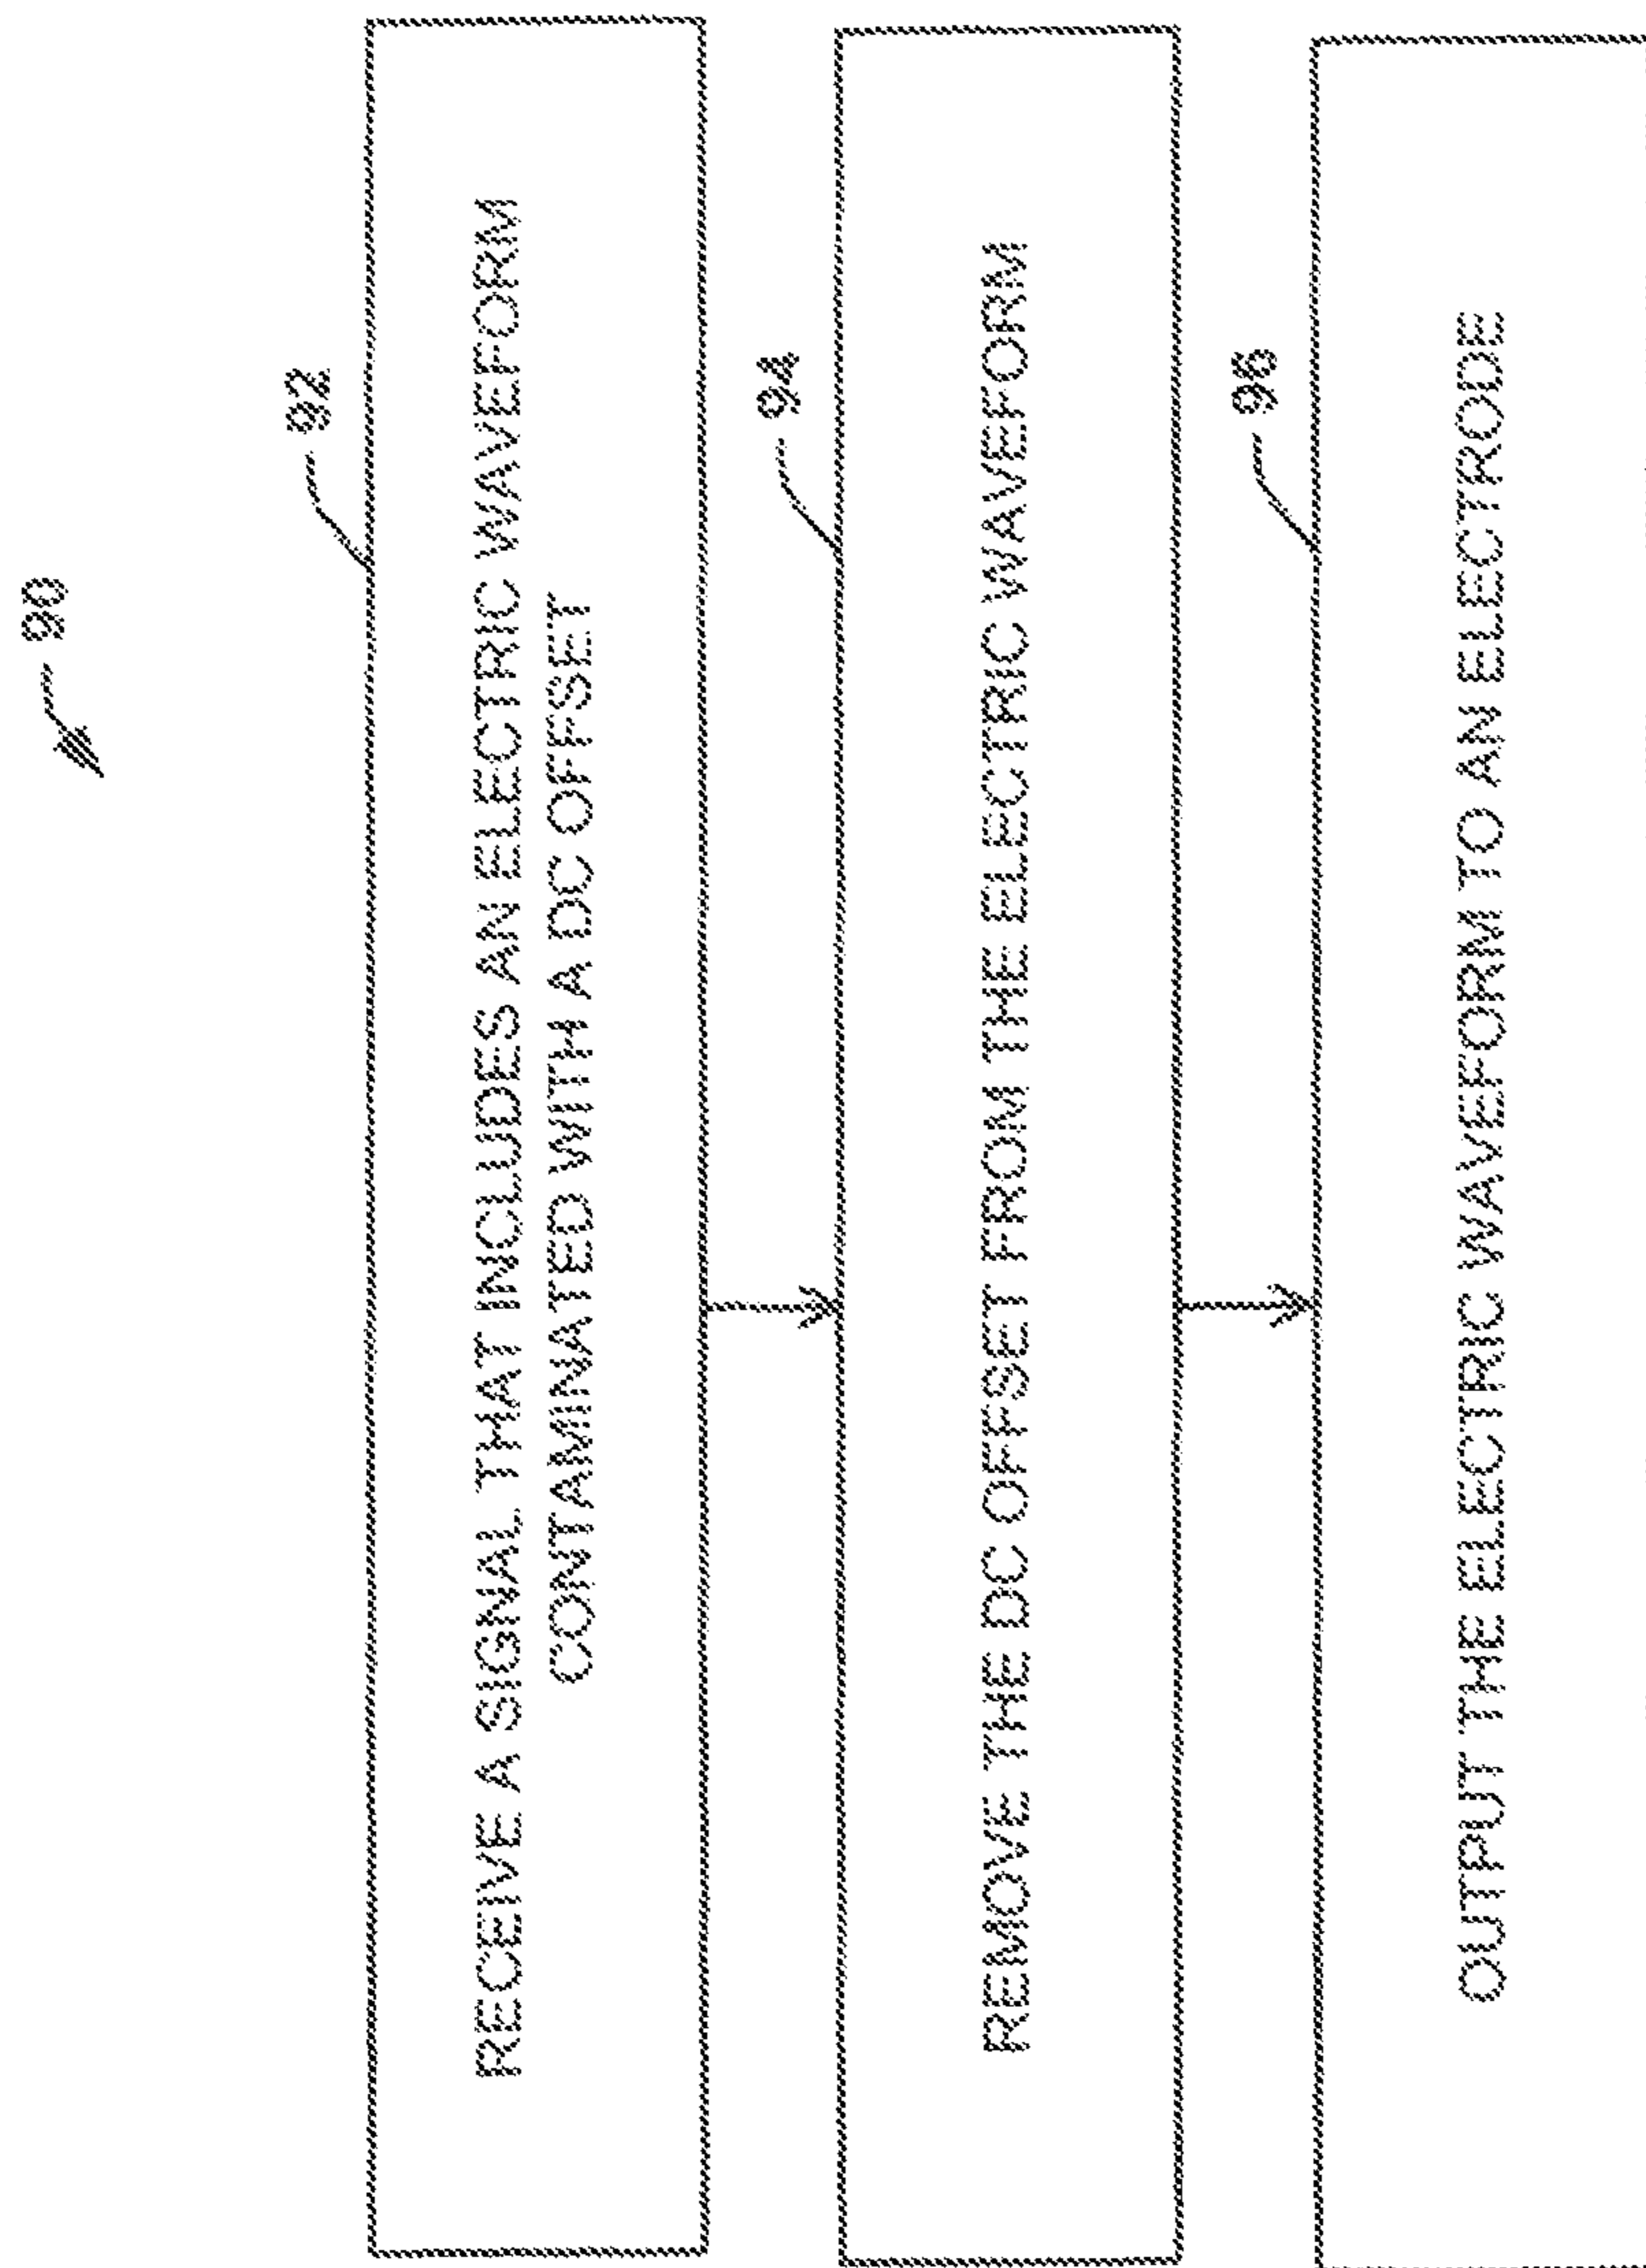 90
92
RECEIVE A SIGNAL THAT INCLUDES AN ELECTRIC WAVEFORM
CONTAMINATED WITH A DC OFFSET
94
REMOVE THE DC OFFSET FROM THE ELECTRIC WAVEFORM
96
OUTPUT THE ELECTRIC WAVEFORM TO AN ELECTRODE